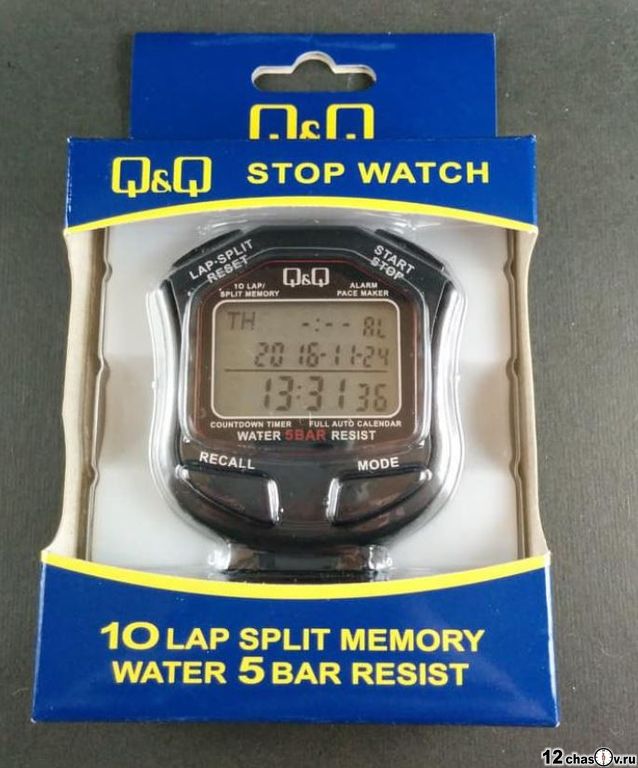 Q&Q
Q&Q STOP WATCH
LAP-SPLIT
RESET
START
STOP
Q&Q
10 LAP/
SPLIT MEMORY
ALARM
PACE MAKER
TH -:-- AL
2016-11-24
13:31 36
COUNTDOWN TIMER FULL AUTO CALENDAR
WATER 5BAR RESIST
RECALL
MODE
10 LAP SPLIT MEMORY
WATER 5 BAR RESIST
12chasov.ru